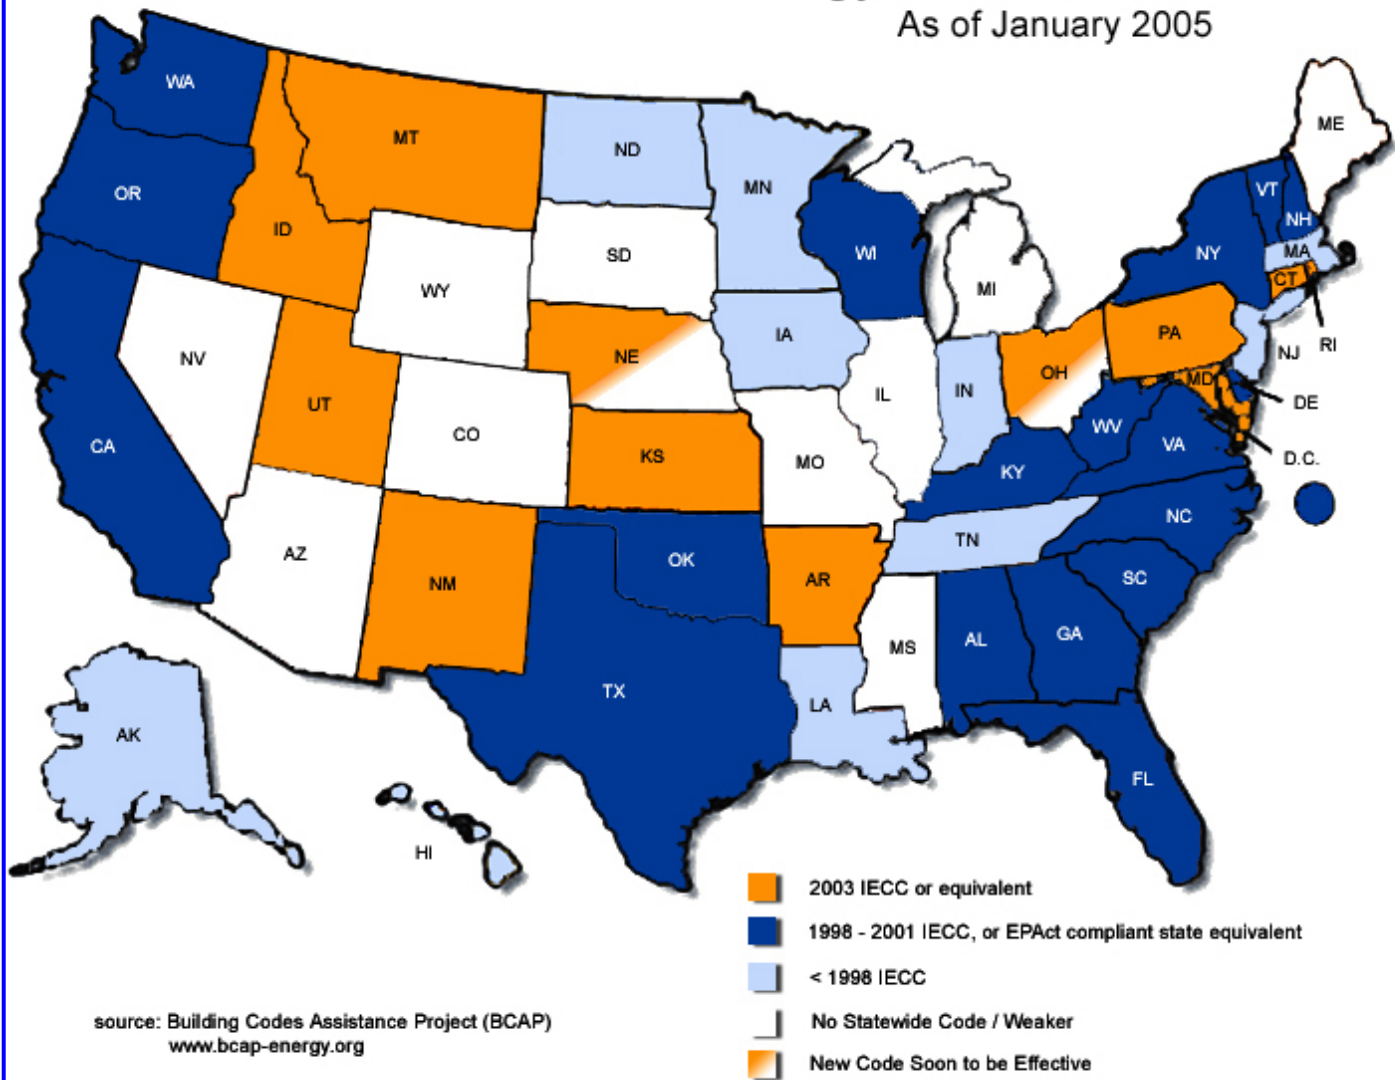 As of January 2005
WA
MT
ND
MN
ME
OR
ID
SD
WI
VT
NH
NY
MA
WY
MI
CT
NV
NE
IA
PA
RI
NJ
UT
IL
IN
OH
MD
DE
CO
CA
KS
MO
KY
WV
VA
D.C.
AZ
NM
OK
AR
TN
NC
SC
TX
MS
AL
GA
LA
AK
FL
HI
2003 IECC or equivalent
1998 - 2001 IECC, or EPAct compliant state equivalent
< 1998 IECC
No Statewide Code / Weaker
New Code Soon to be Effective
source: Building Codes Assistance Project (BCAP)
www.bcap-energy.org